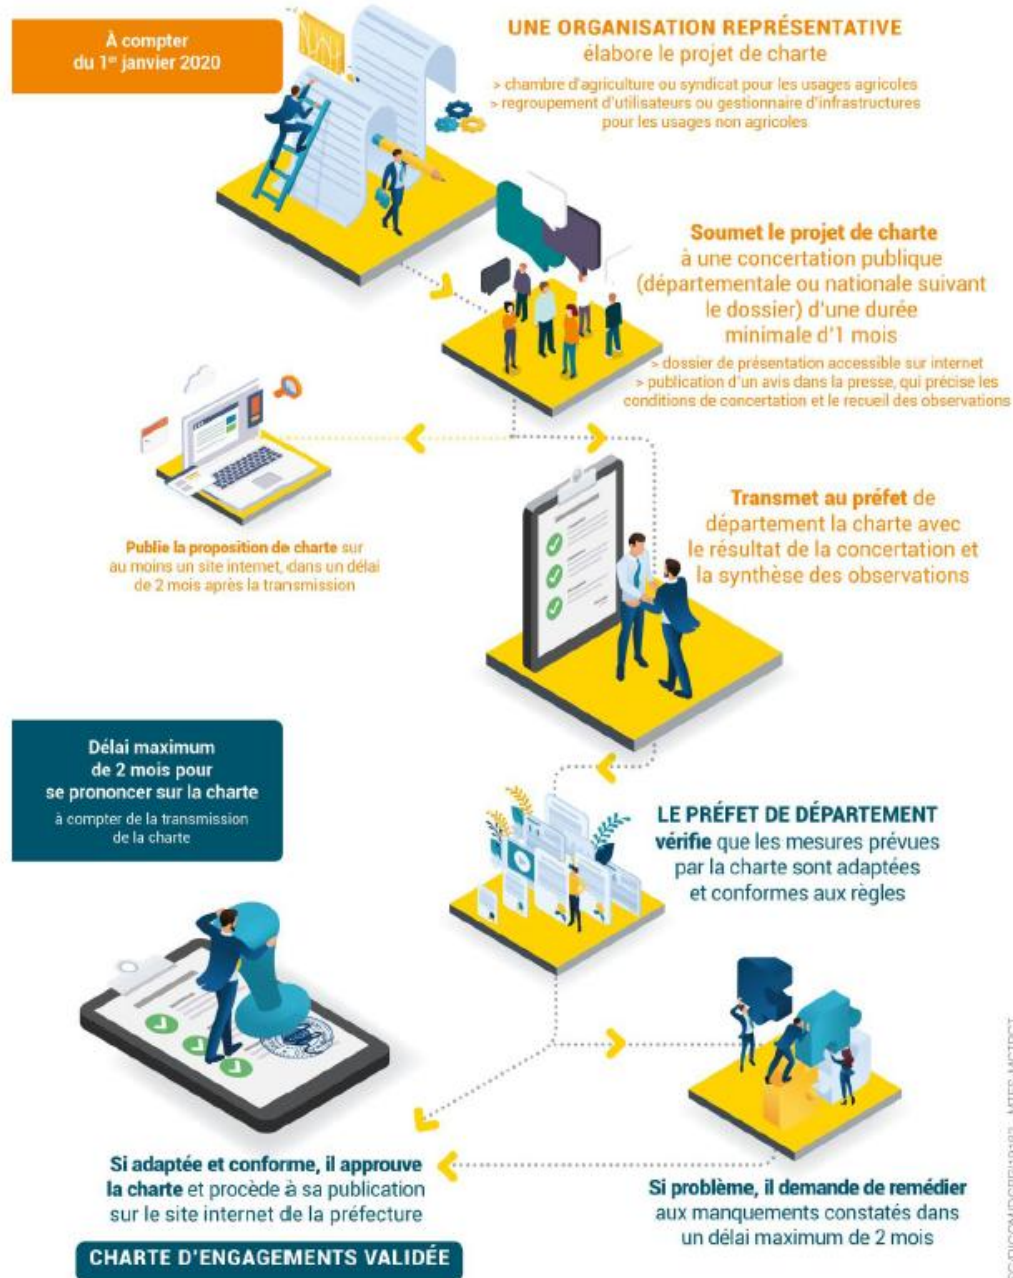 À compter
du 1er janvier 2020
UNE ORGANISATION REPRÉSENTATIVE
élabore le projet de charte
> chambre d'agriculture ou syndicat pour les usages agricoles
> regroupement d'utilisateurs ou gestionnaire d'infrastructures
pour les usages non agricoles
Soumet le projet de charte
à une concertation publique
(départementale ou nationale suivant
le dossier) d'une durée
minimale d'1 mois
> dossier de présentation accessible sur internet
> publication d'un avis dans la presse, qui précise les
conditions de concertation et le recueil des observations
Publie la proposition de charte sur
au moins un site internet, dans un délai
de 2 mois après la transmission
Transmet au préfet de
département la charte avec
le résultat de la concertation et
la synthèse des observations
Délai maximum
de 2 mois pour
se prononcer sur la charte
à compter de la transmission
de la charte
LE PRÉFET DE DÉPARTEMENT
vérifie que les mesures prévues
par la charte sont adaptées
et conformes aux règles
Si adaptée et conforme, il approuve
la charte et procède à sa publication
sur le site internet de la préfecture
CHARTE D'ENGAGEMENTS VALIDÉE
Si problème, il demande de remédier
aux manquements constatés dans
un délai maximum de 2 mois